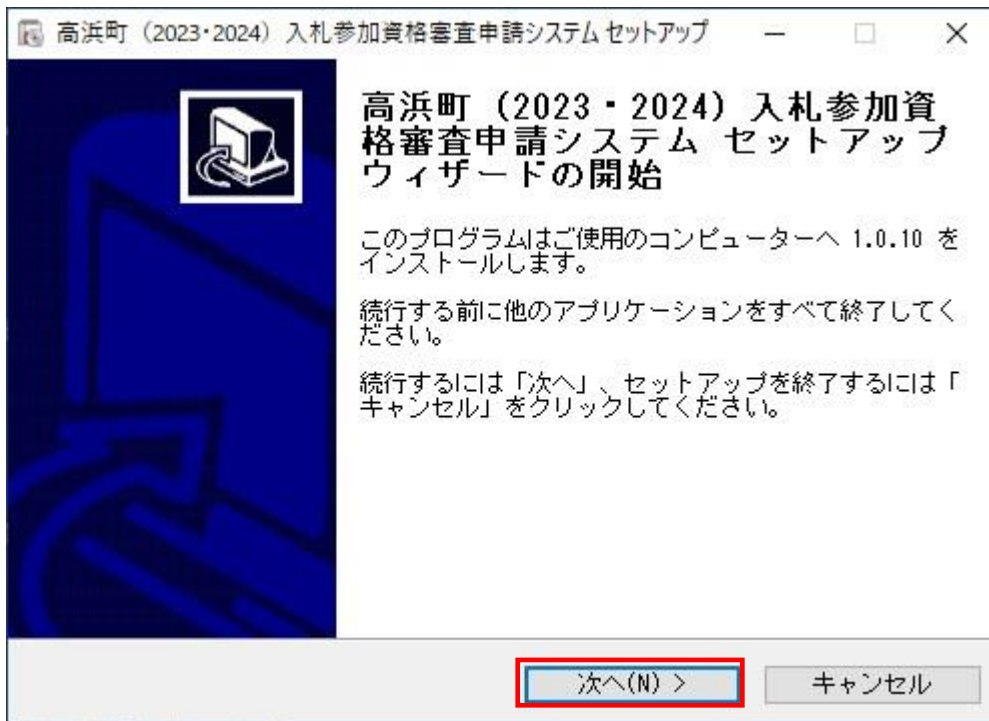 高浜町（2023･2024）入札参加資格審査申請システム セットアップ
高浜町（2023・2024）入札参加資
格審査申請システム セットアップ
ウィザードの開始
このプログラムはご使用のコンピューターへ 1.0.10 を
インストールします。
続行する前に他のアプリケーションをすべて終了してく
ださい。
続行するには「次へ」、セットアップを終了するには「
キャンセル」をクリックしてください。
次へ(N) >
キャンセル